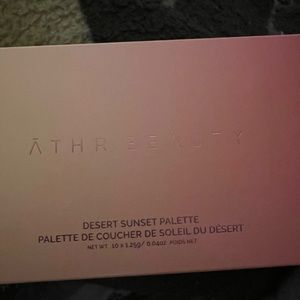 ĀTHR BEAUTY
DESERT SUNSET PALETTE
PALETTE DE COUCHER DE SOLEIL DU DÉSERT
NET WT. 10 X 1.25g/ 0.04oz POIDS NET